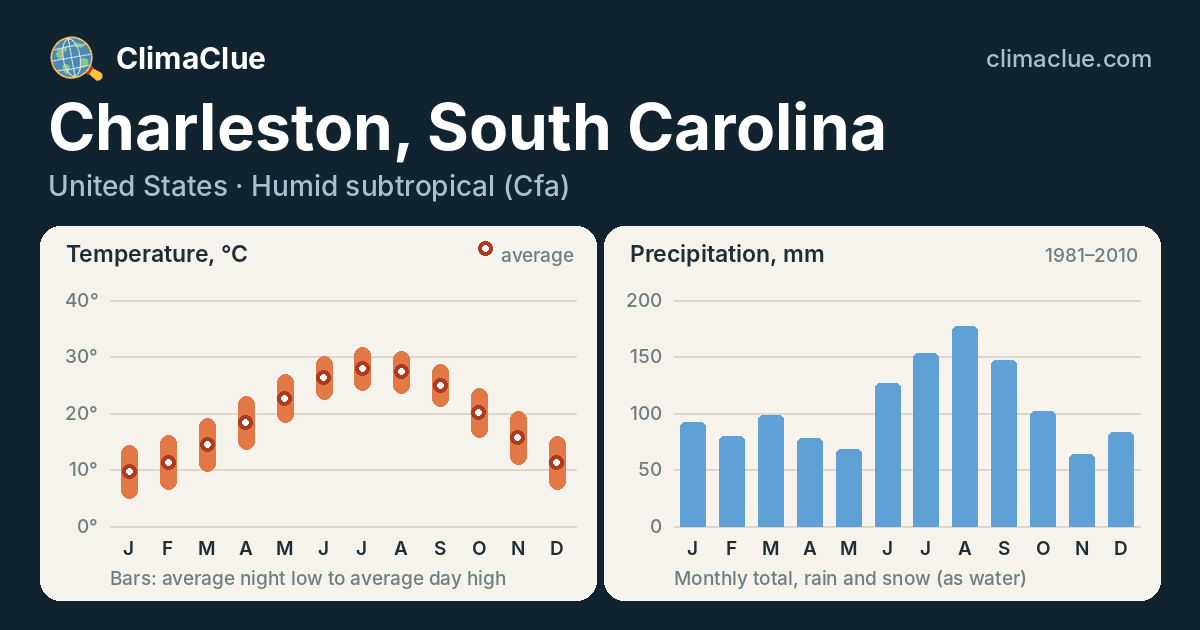 ClimaClue
climaclue.com
Charleston, South Carolina
United States · Humid subtropical (Cfa)
Temperature, °C
average
40°
30°
20°
10°
0°
J F M A M J J A S O N D
Bars: average night low to average day high
Precipitation, mm
1981–2010
200
150
100
50
0
J F M A M J J A S O N D
Monthly total, rain and snow (as water)